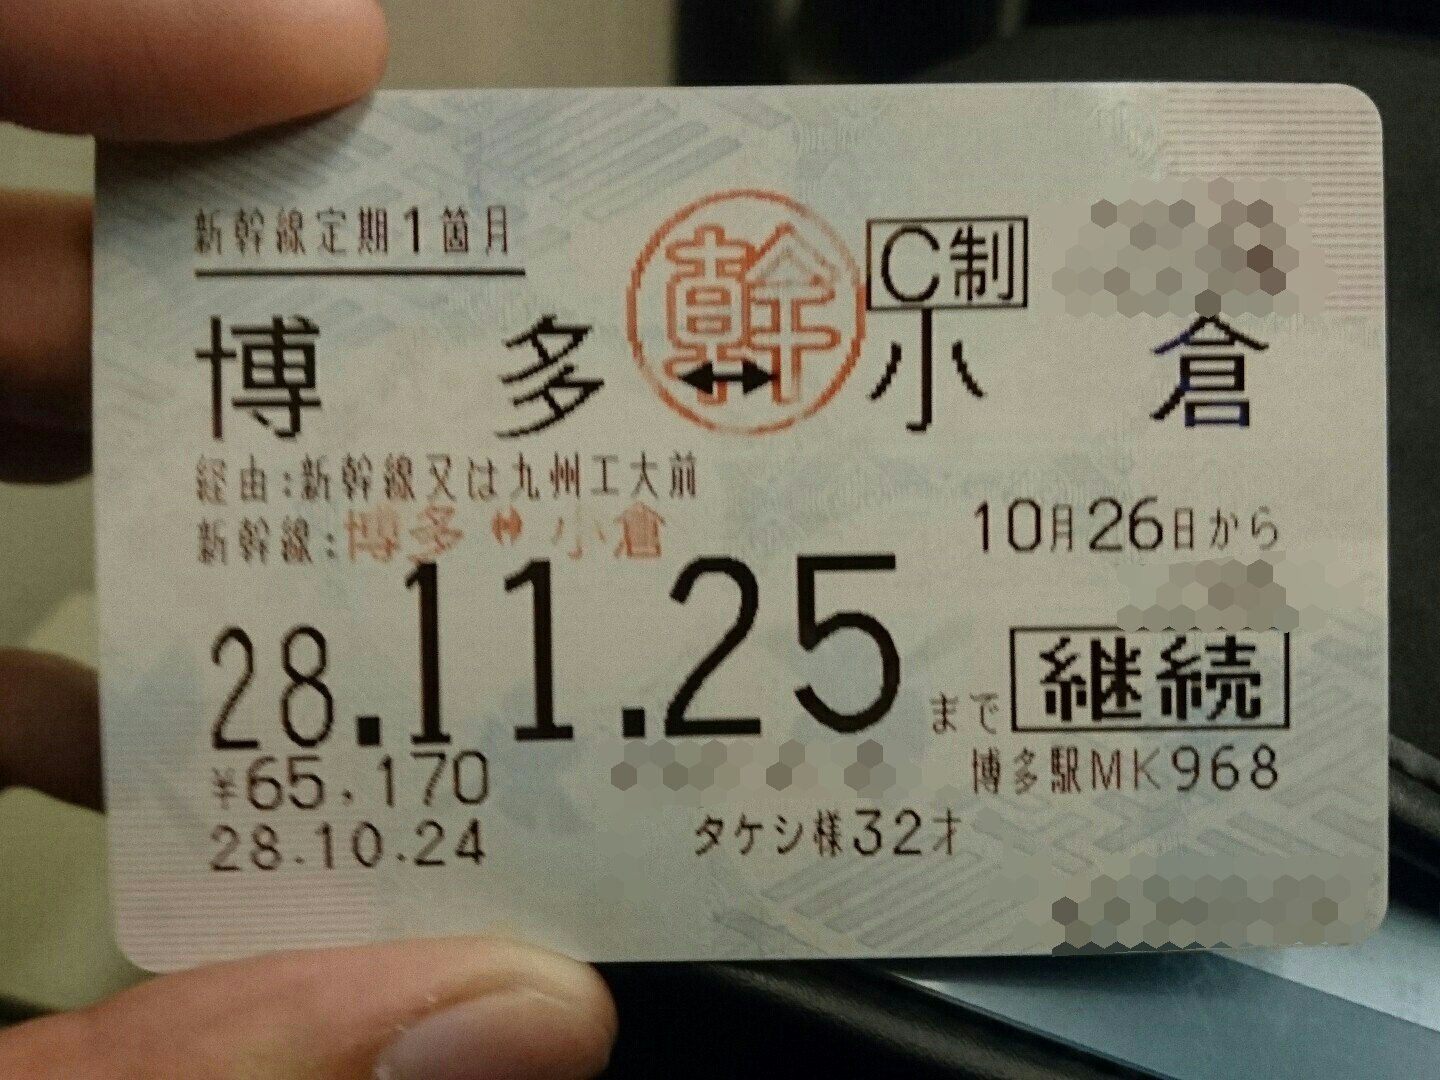 新幹線定期1箇月
幹 C制
博多 ↔ 小倉
経由:新幹線又は九州工大前
新幹線:博多↔小倉
10月26日から
28.11.25まで
継続
¥65,170
博多駅MK968
28.10.24
タケシ様32才